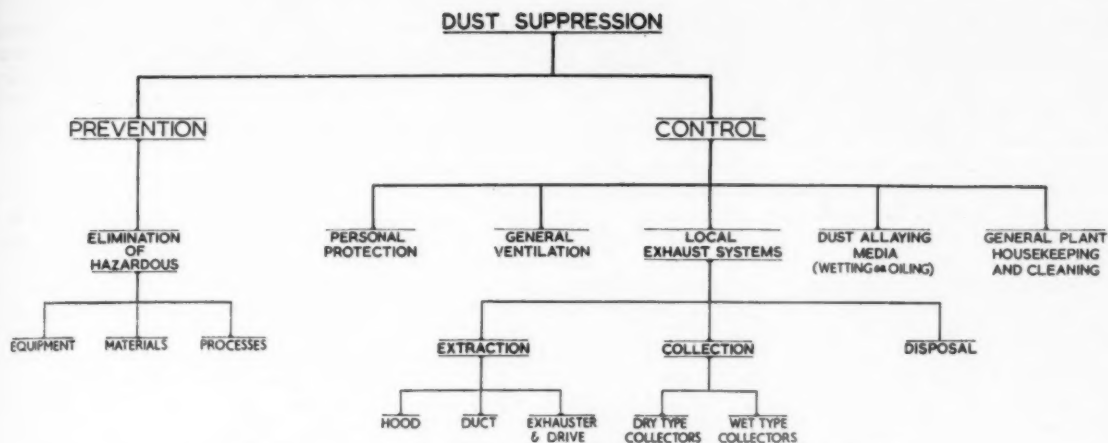 DUST SUPPRESSION
PREVENTION
CONTROL
ELIMINATION
OF
HAZARDOUS
PERSONAL
PROTECTION
GENERAL
VENTILATION
LOCAL
EXHAUST SYSTEMS
DUST ALLAYING
MEDIA
(WETTING OR OILING)
GENERAL PLANT
HOUSEKEEPING
AND CLEANING
EQUIPMENT
MATERIALS
PROCESSES
EXTRACTION
COLLECTION
DISPOSAL
HOOD
DUCT
EXHAUSTER
& DRIVE
DRY TYPE
COLLECTORS
WET TYPE
COLLECTORS